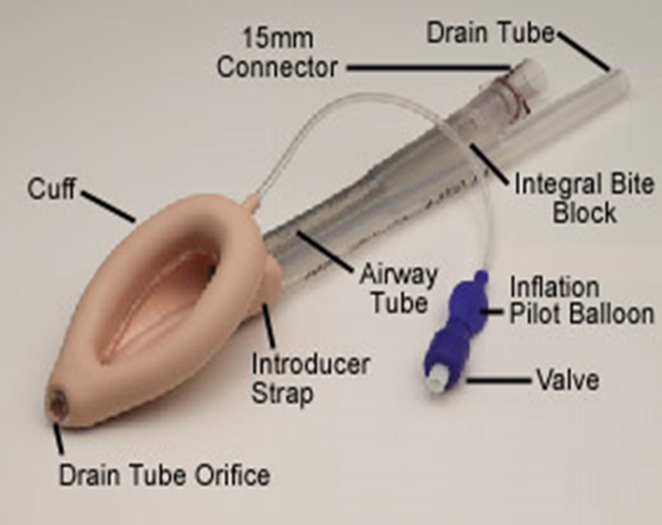 15mm
Connector
Drain Tube
Cuff
Integral Bite
Block
Airway
Tube
Inflation
Pilot Balloon
Introducer
Strap
Valve
Drain Tube Orifice